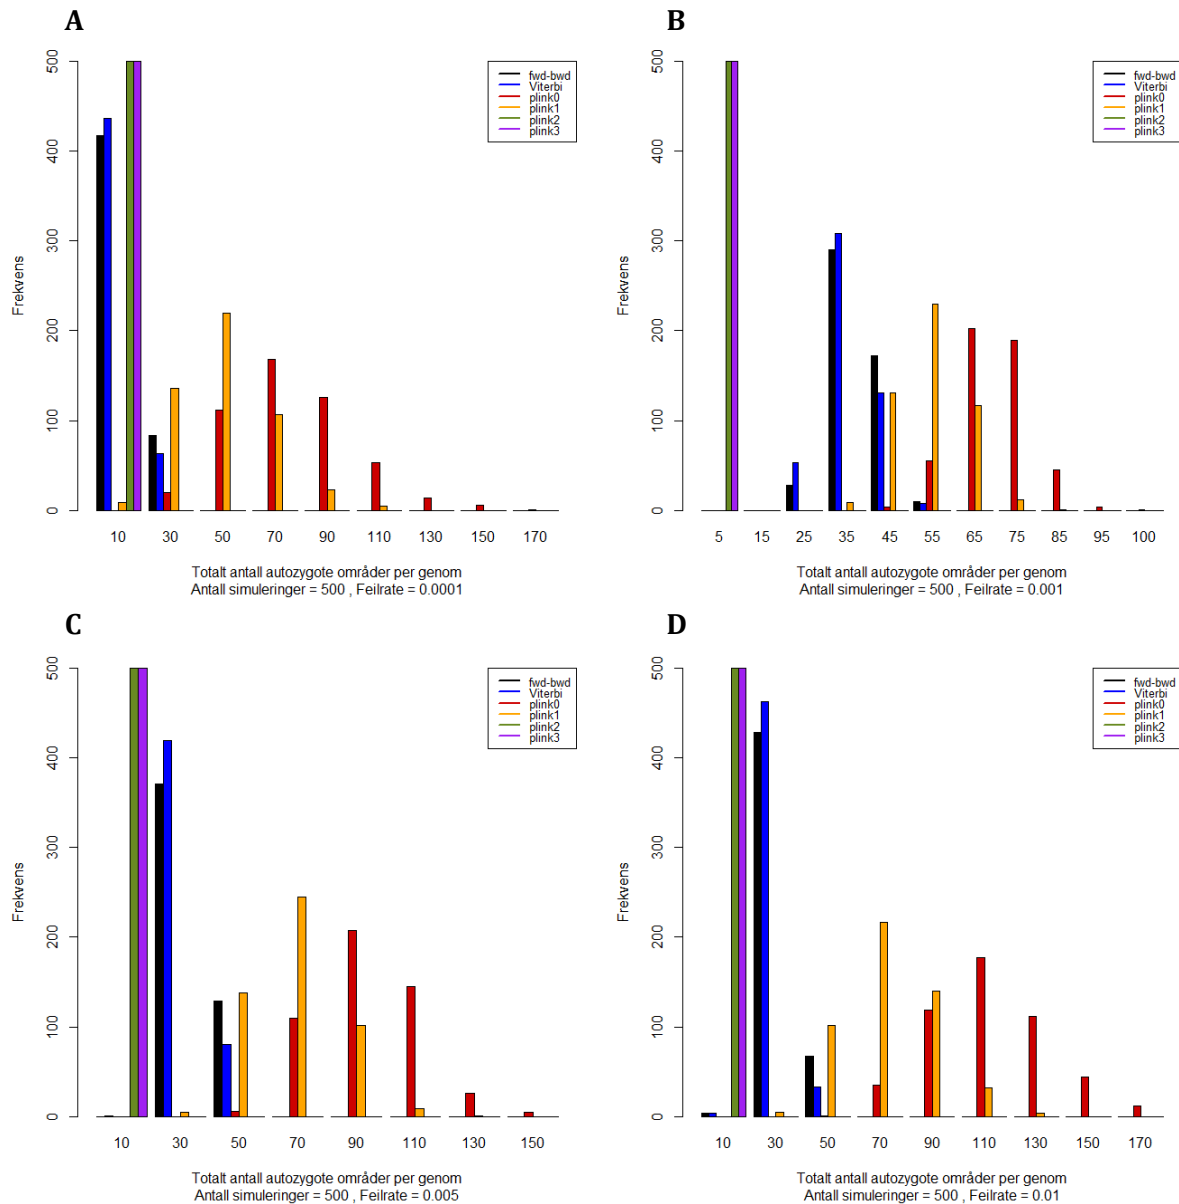 A
500
400
300
200
100
0
Frekvens
fwd-bwd
Viterbi
plink0
plink1
plink2
plink3
10 30 50 70 90 110 130 150 170
Totalt antall autozygote områder per genom
Antall simuleringer = 500 , Feilrate = 0.0001
B
500
400
300
200
100
0
Frekvens
fwd-bwd
Viterbi
plink0
plink1
plink2
plink3
5 15 25 35 45 55 65 75 85 95 100
Totalt antall autozygote områder per genom
Antall simuleringer = 500 , Feilrate = 0.001
C
500
400
300
200
100
0
Frekvens
fwd-bwd
Viterbi
plink0
plink1
plink2
plink3
10 30 50 70 90 110 130 150
Totalt antall autozygote områder per genom
Antall simuleringer = 500 , Feilrate = 0.005
D
500
400
300
200
100
0
Frekvens
fwd-bwd
Viterbi
plink0
plink1
plink2
plink3
10 30 50 70 90 110 130 150 170
Totalt antall autozygote områder per genom
Antall simuleringer = 500 , Feilrate = 0.01